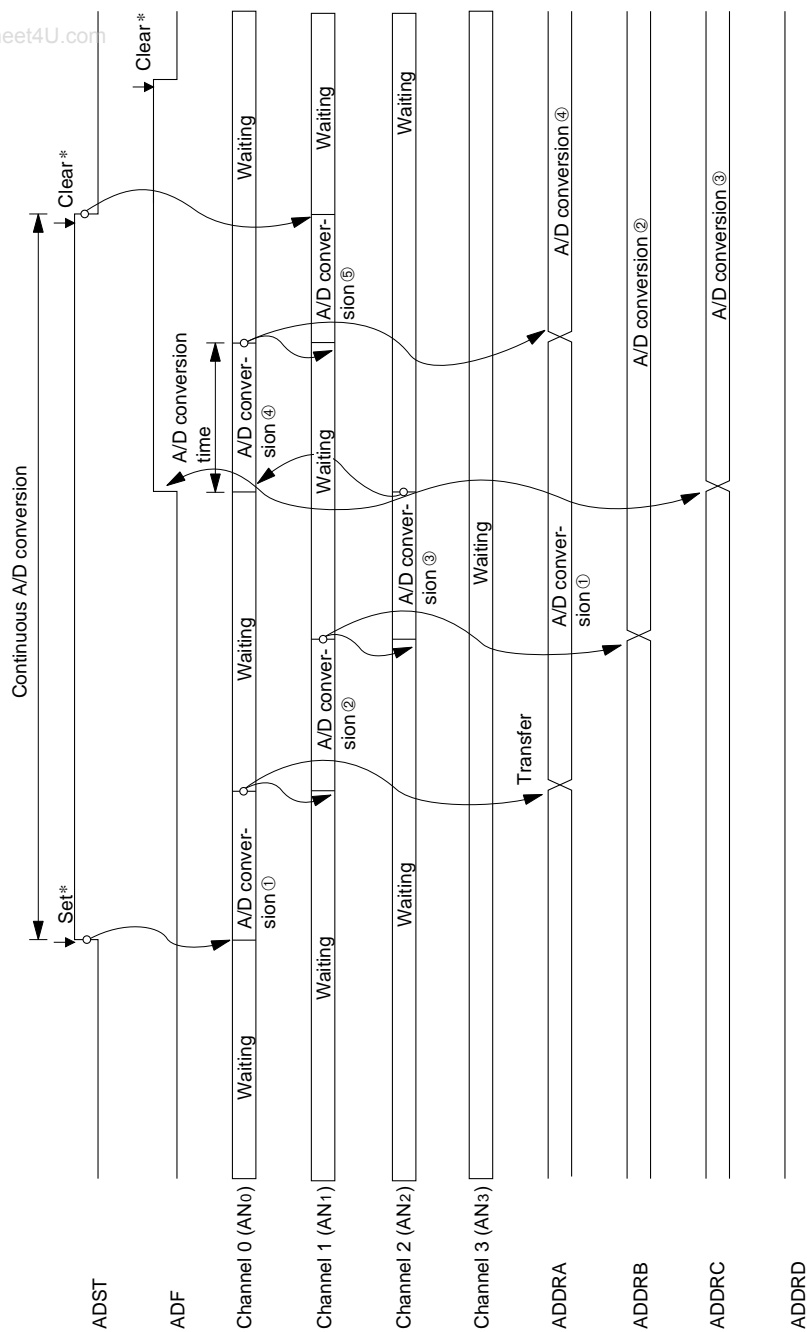 eet4U.com
Continuous A/D conversion
Set*
Clear*
Clear*
ADST
ADF
A/D conversion
time
Channel 0 (AN0)
Waiting
A/D conver-
sion ①
Waiting
A/D conver-
sion ④
Waiting
Channel 1 (AN1)
Waiting
A/D conver-
sion ②
Waiting
A/D conver-
sion ⑤
Waiting
Channel 2 (AN2)
Waiting
A/D conver-
sion ③
Waiting
Channel 3 (AN3)
Waiting
Transfer
ADDRA
A/D conver-
sion ①
A/D conversion ④
ADDRB
A/D conversion ②
ADDRC
A/D conversion ③
ADDRD